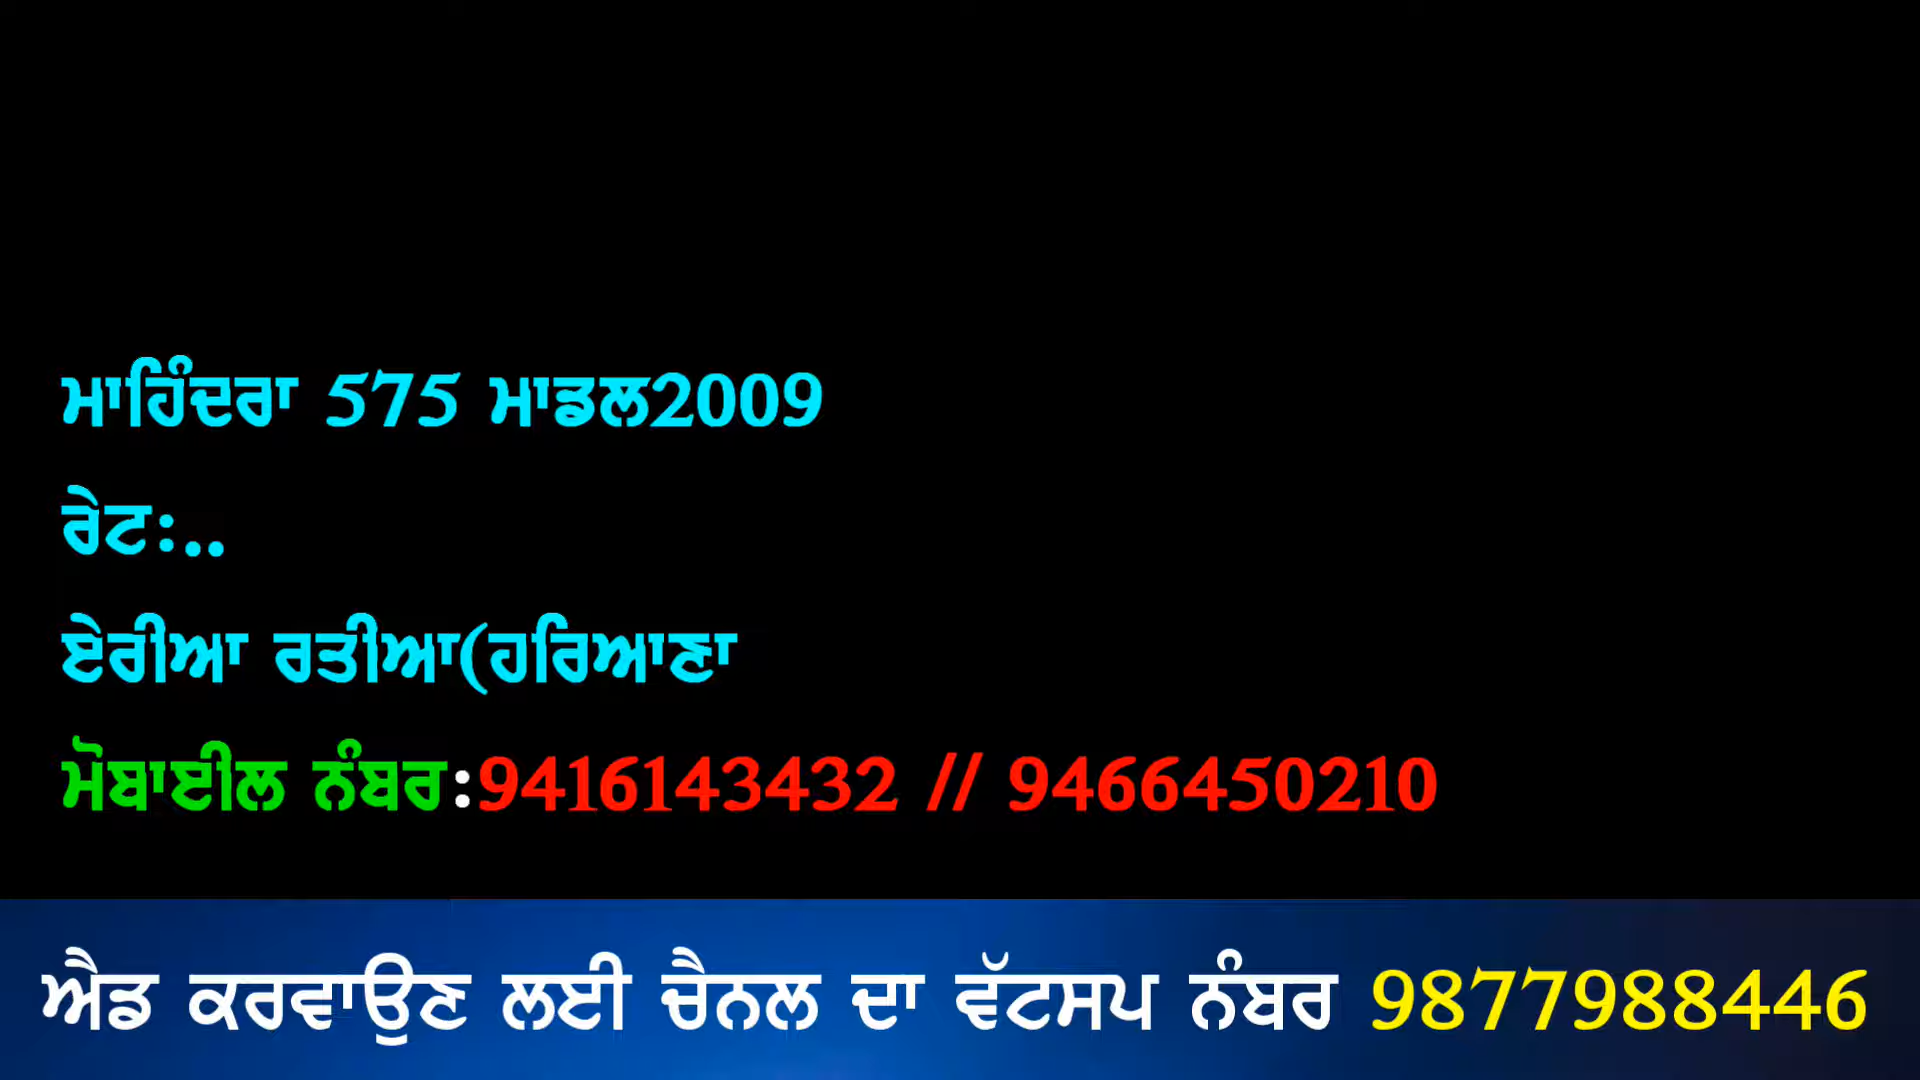 ਮਾਹਿੰਦਰਾ 575 ਮਾਡਲ2009
ਰੇਟ:..
ਏਰੀਆ ਰਤੀਆ(ਹਰਿਆਣਾ
ਮੋਬਾਈਲ ਨੰਬਰ:9416143432 // 9466450210
ਐਡ ਕਰਵਾਉਣ ਲਈ ਚੈਨਲ ਦਾ ਵੱਟਸਪ ਨੰਬਰ 9877988446